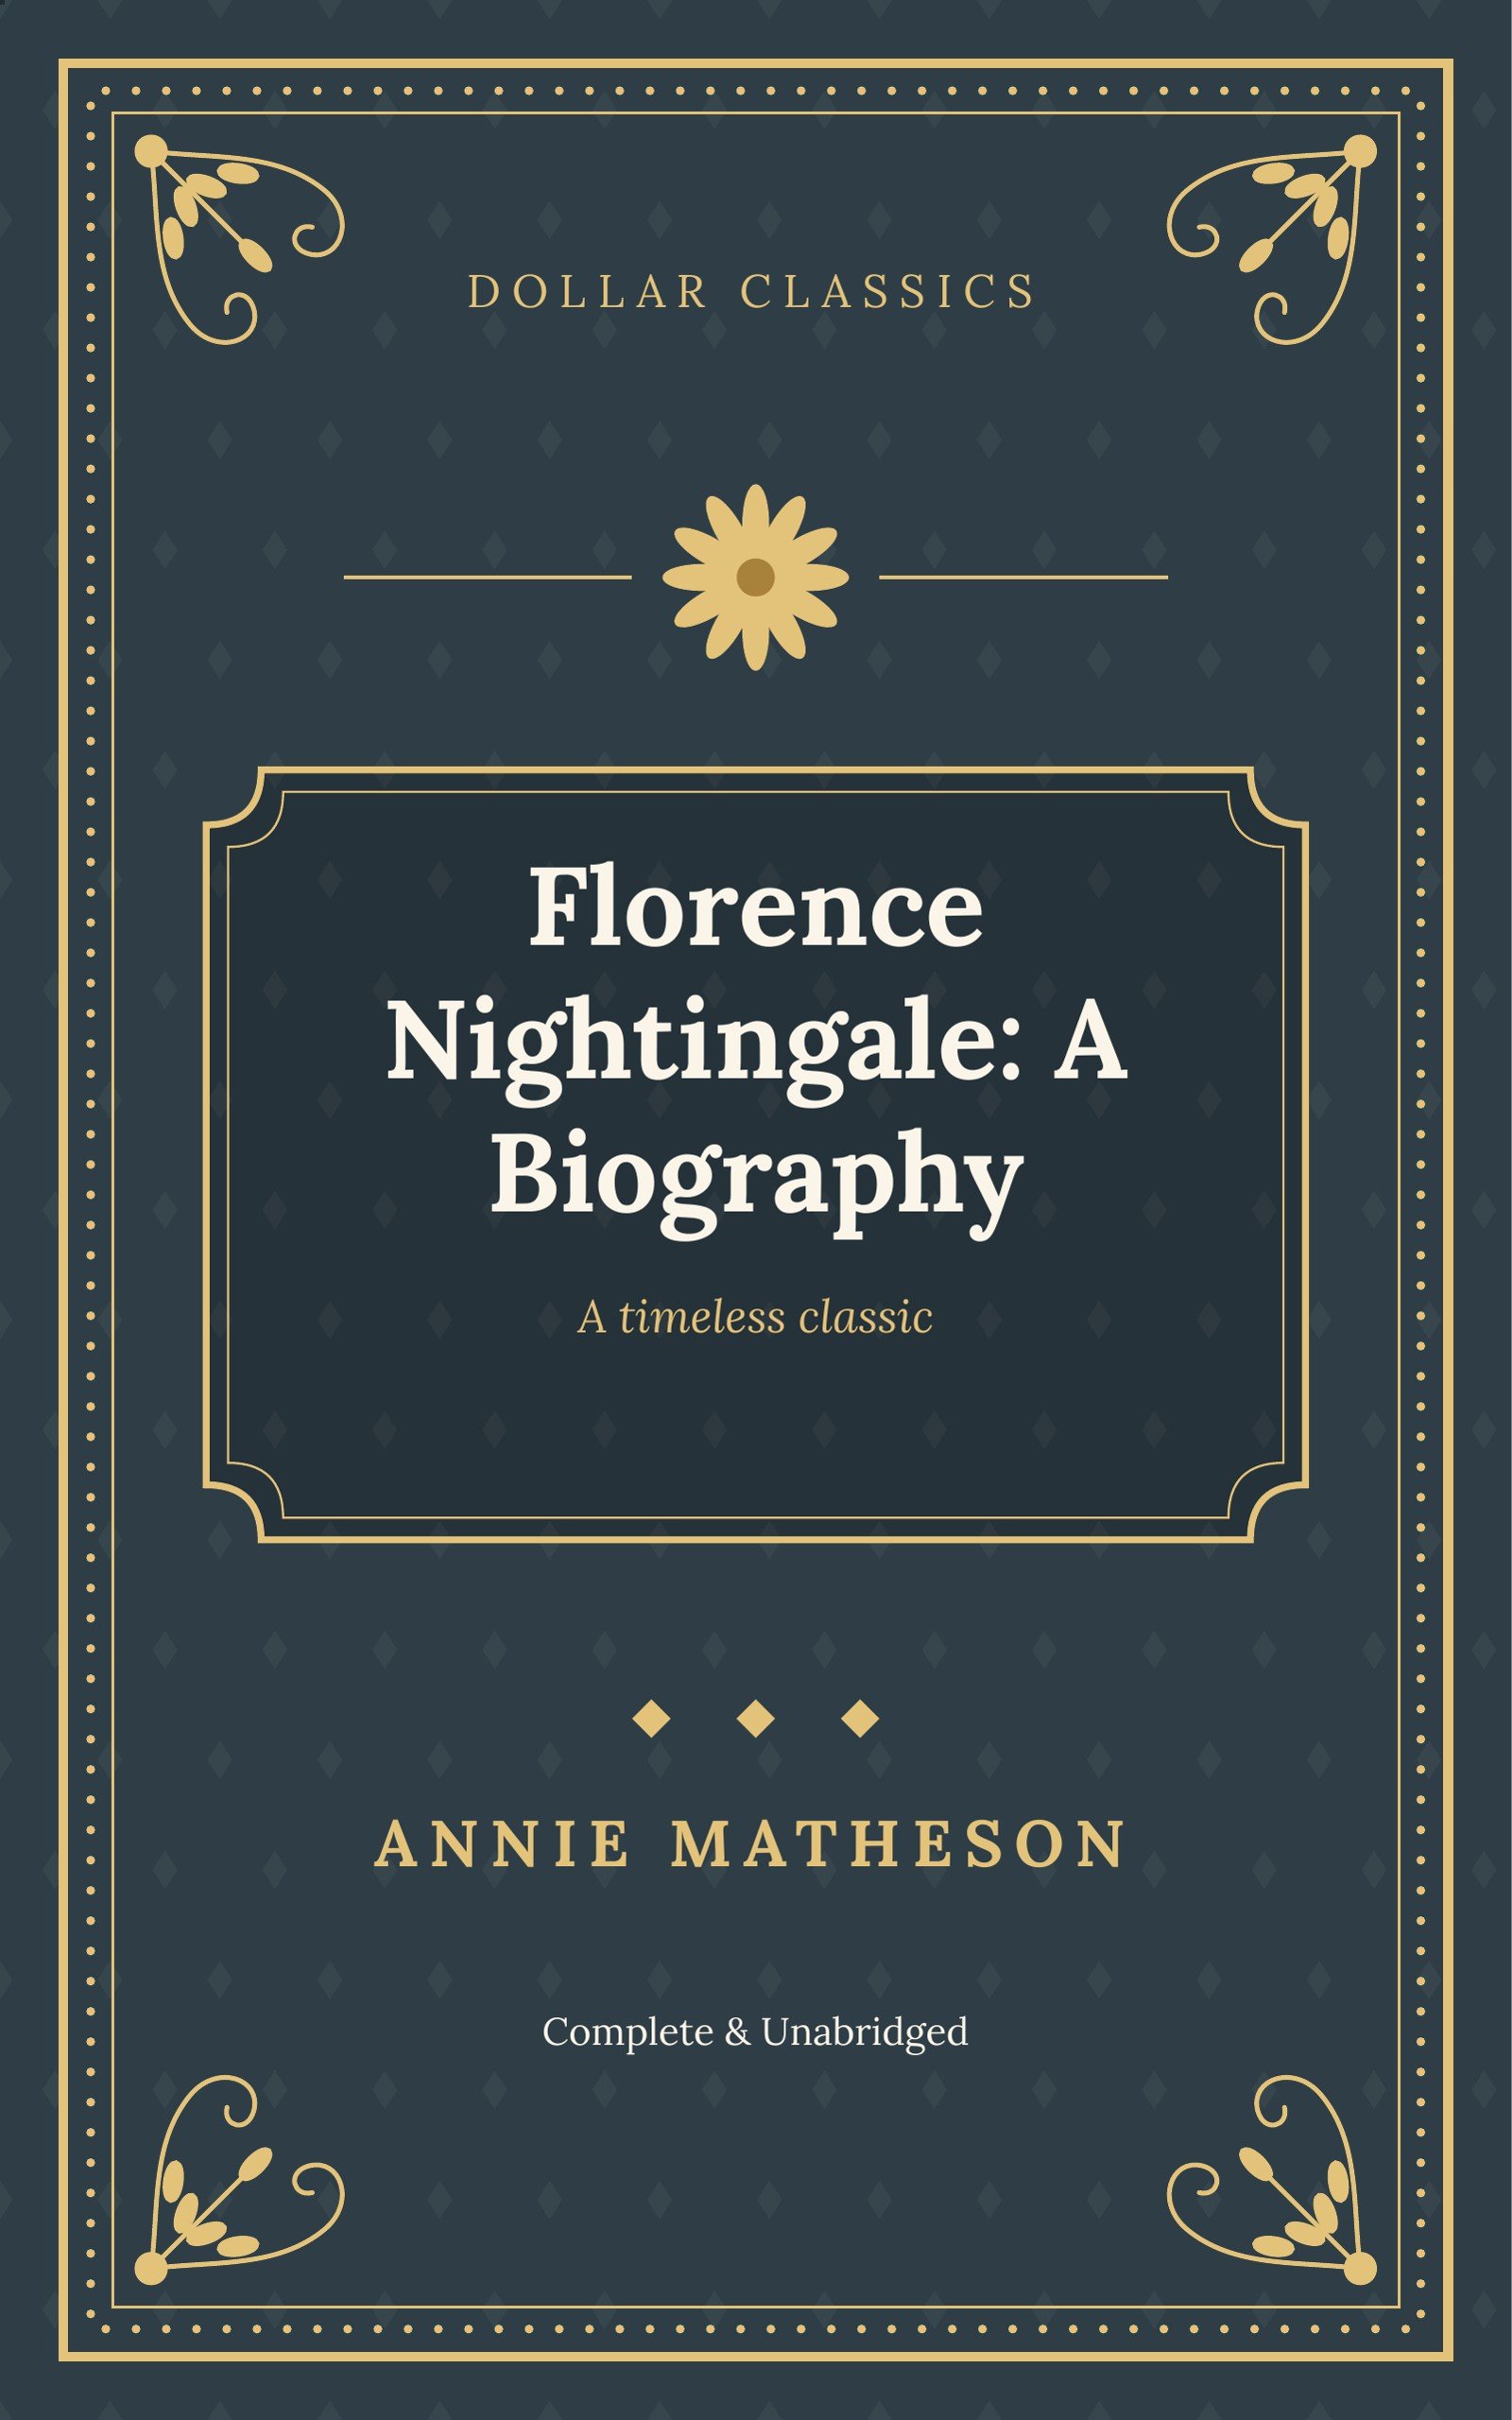 DOLLAR CLASSICS
Florence
Nightingale: A
Biography
A timeless classic
ANNIE MATHESON
Complete & Unabridged